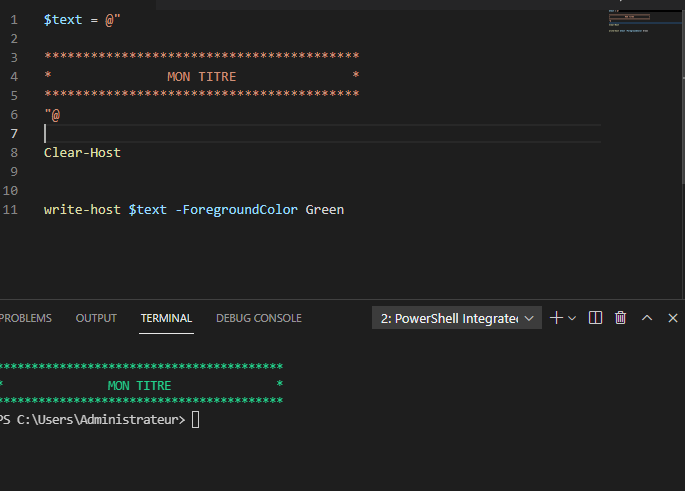 1 $text = @"
2
3 *****************************************
4 * MON TITRE *
5 *****************************************
6 "@
7
8 Clear-Host
9
10
11 write-host $text -ForegroundColor Green
PROBLEMS OUTPUT TERMINAL DEBUG CONSOLE 2: PowerShell Integrated
*****************************************
* MON TITRE *
*****************************************
PS C:\Users\Administrateur>